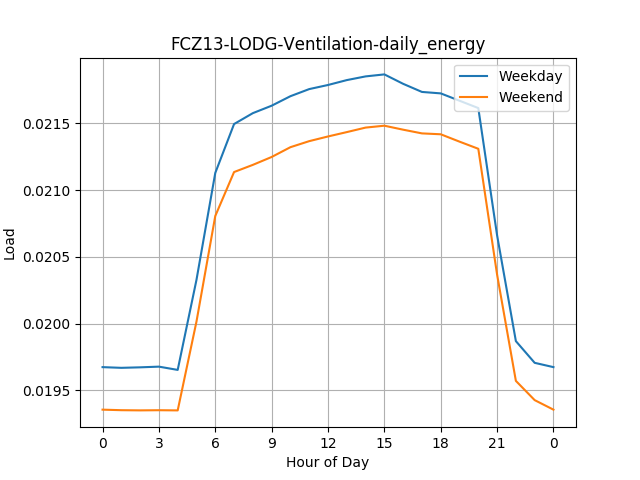 FCZ13-LODG-Ventilation-daily_energy
Weekday
Weekend
Load
0.0215
0.0210
0.0205
0.0200
0.0195
0 3 6 9 12 15 18 21 0
Hour of Day